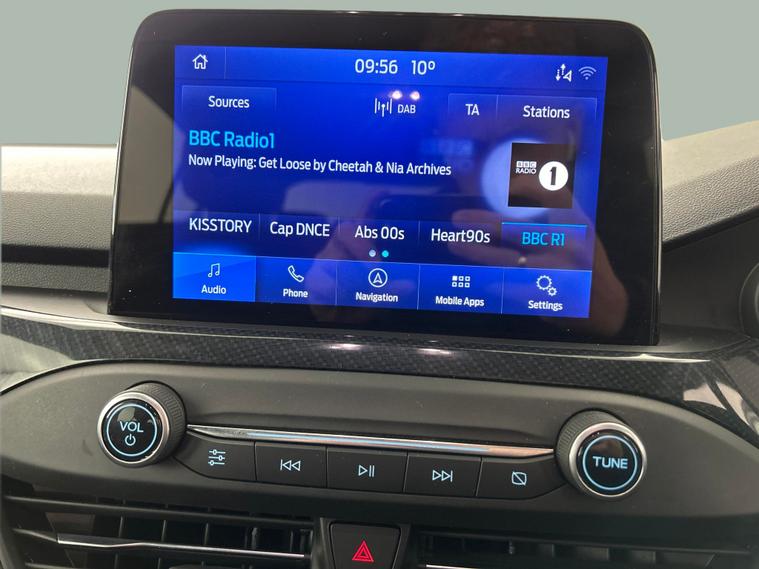 09:56 10°
Sources
DAB
TA
Stations
BBC Radio1
Now Playing: Get Loose by Cheetah & Nia Archives
BBC
RADIO
1
KISSTORY
Cap DNCE
Abs 00s
Heart90s
BBC R1
Audio
Phone
Navigation
Mobile Apps
Settings
VOL
TUNE